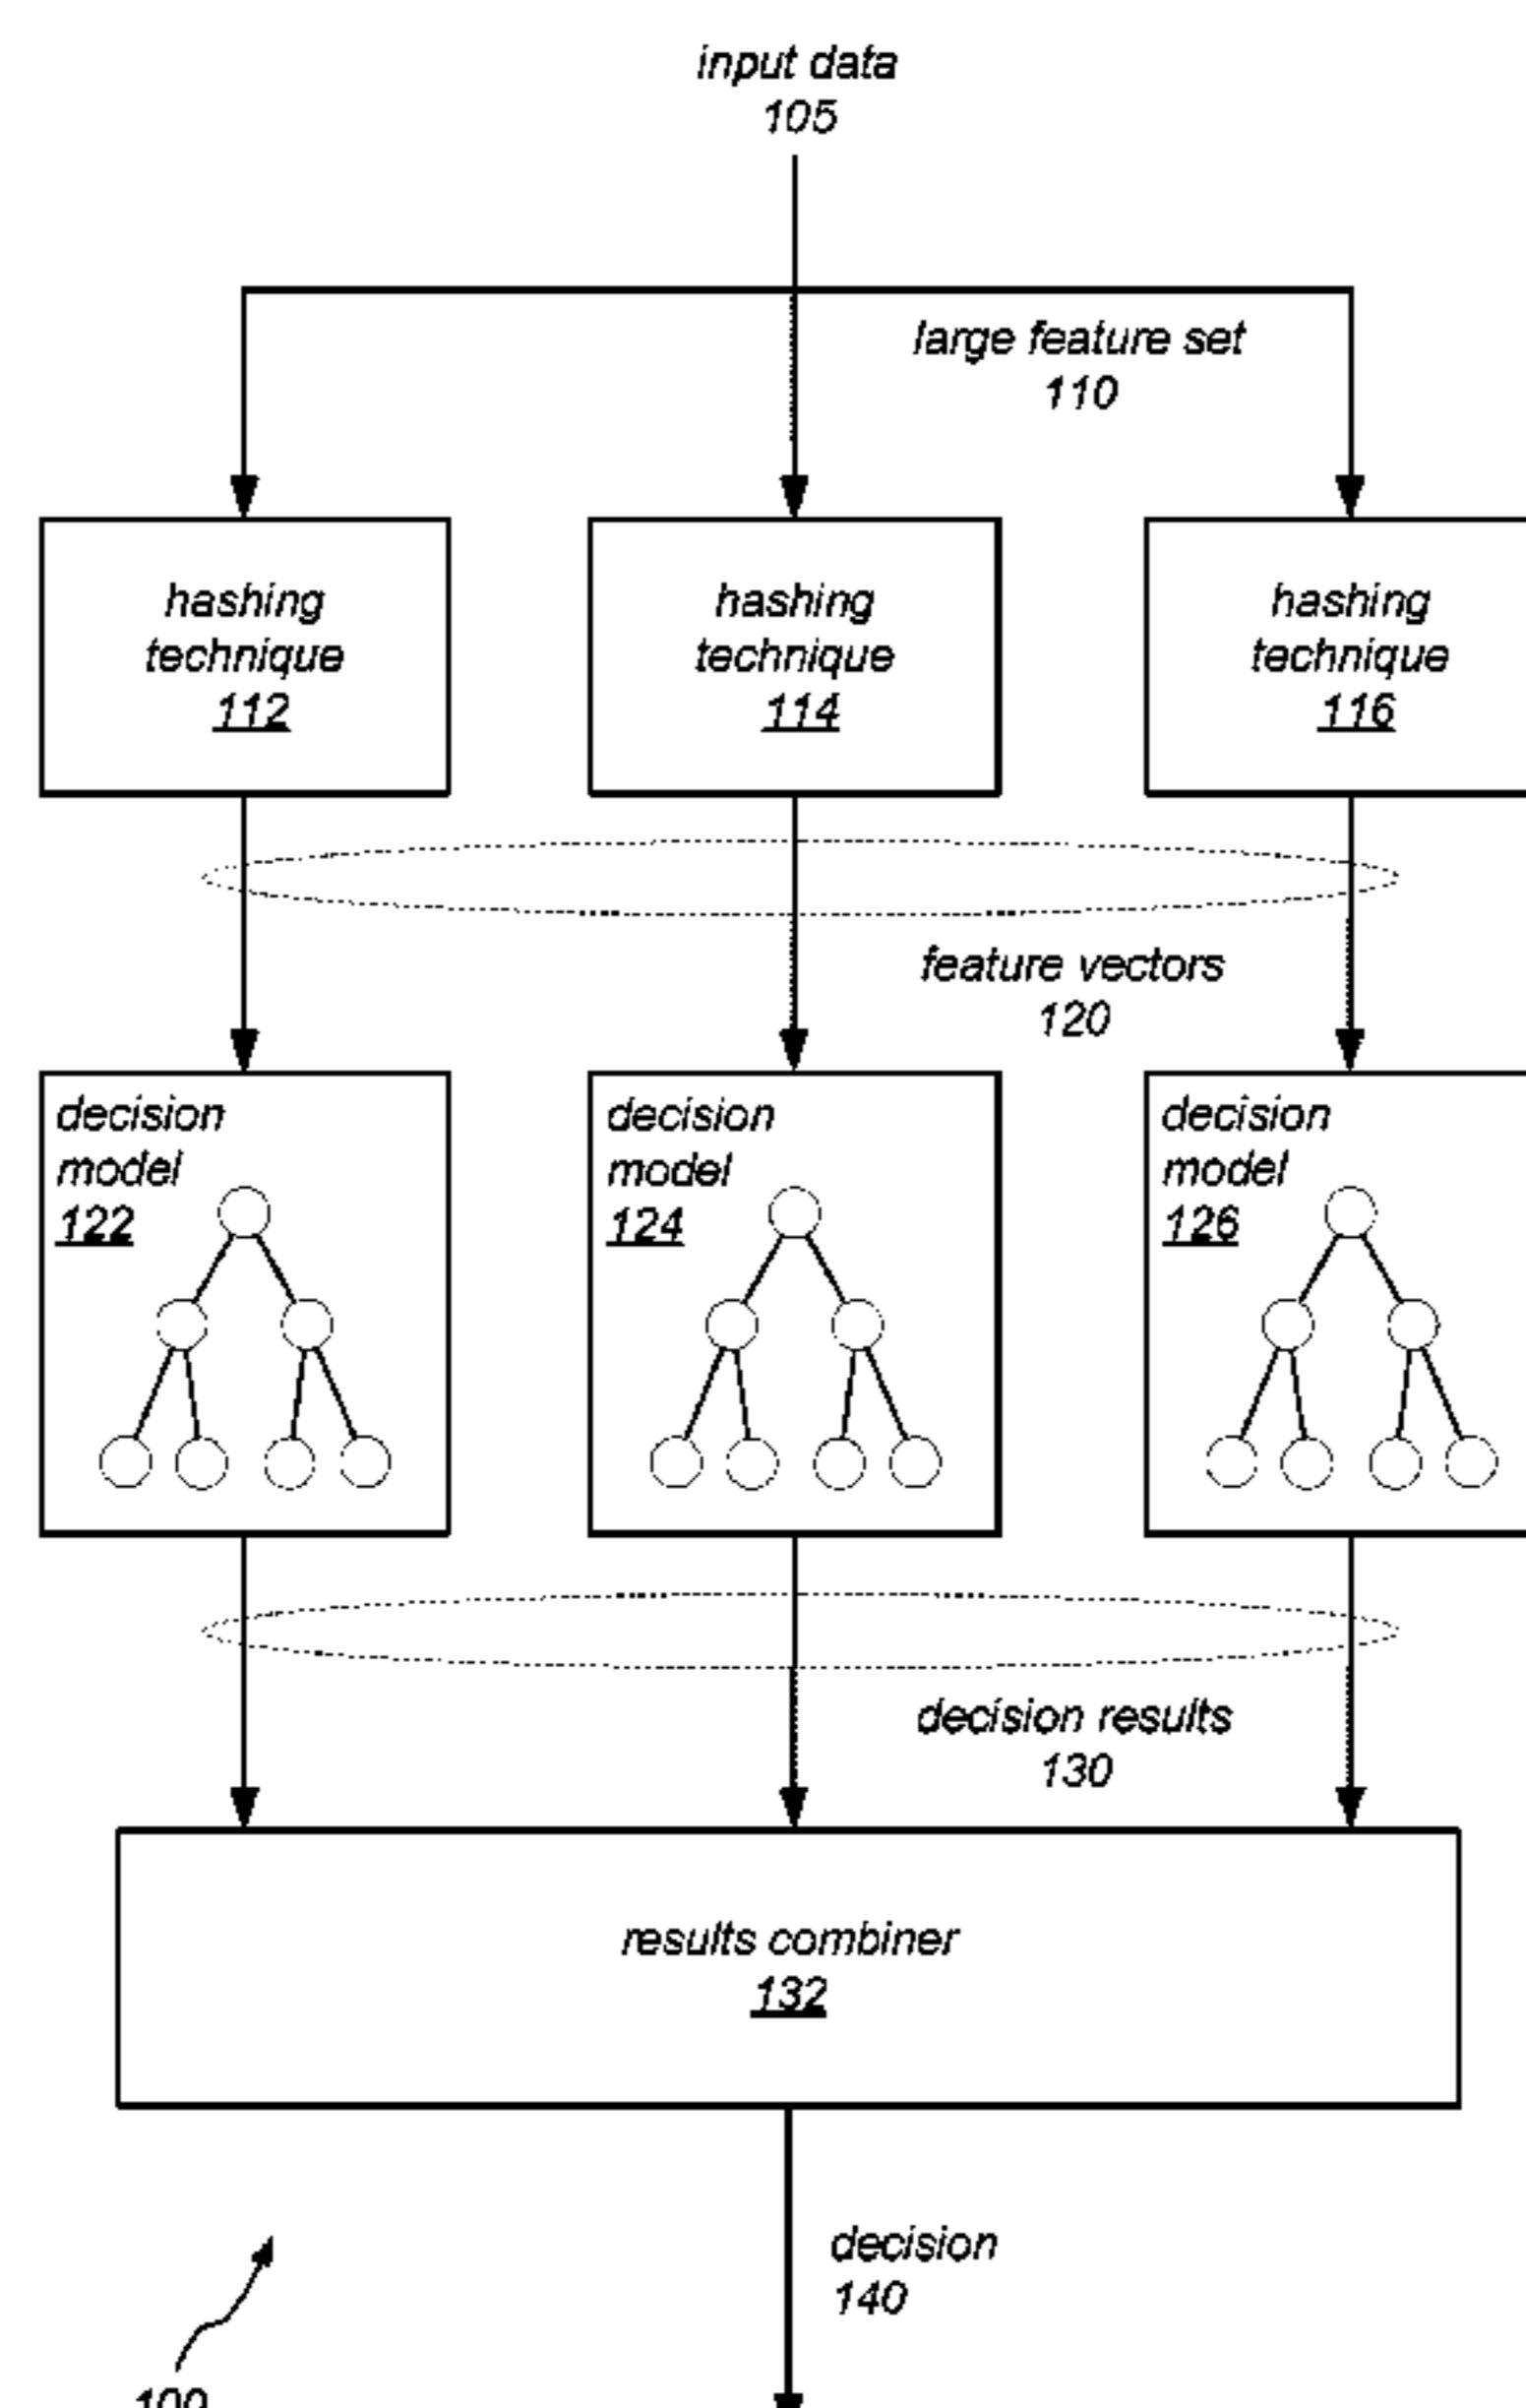 input data
105
large feature set
110
hashing
technique
112
hashing
technique
114
hashing
technique
116
feature vectors
120
decision
model
122
decision
model
124
decision
model
126
decision results
130
results combiner
132
decision
140
100